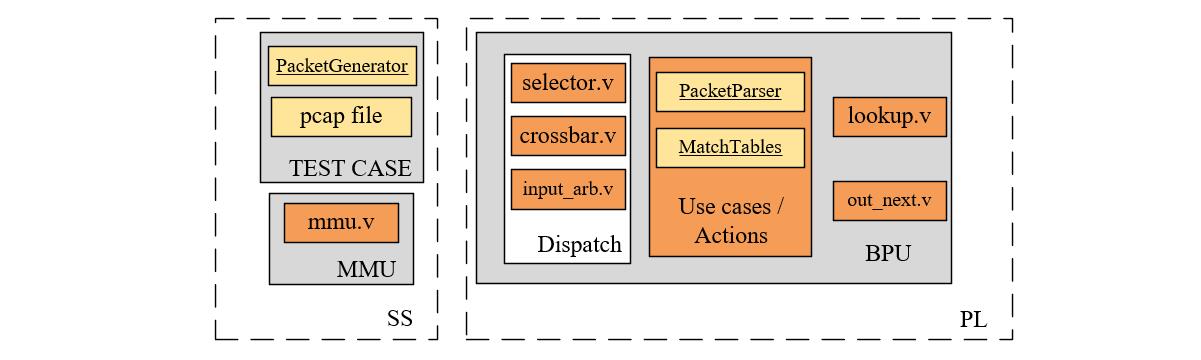 PacketGenerator
pcap file
TEST CASE
mmu.v
MMU
SS
selector.v
crossbar.v
input_arb.v
Dispatch
PacketParser
MatchTables
Use cases /
Actions
lookup.v
out_next.v
BPU
PL